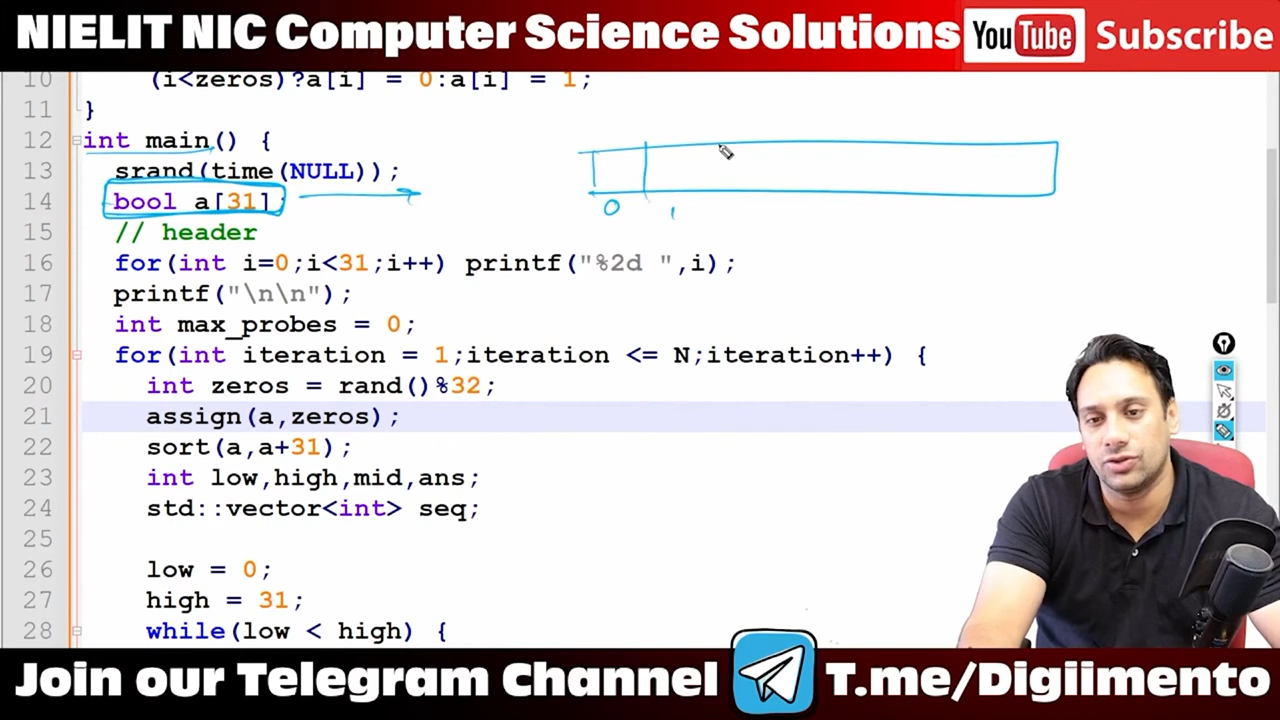 NIELIT NIC Computer Science Solutions YouTube Subscribe
10 (i<zeros)?a[i] = 0:a[i] = 1;
11 }
12 int main() {
13 srand(time(NULL));
14 bool a[31];
0 1
15 // header
16 for(int i=0;i<31;i++) printf("%2d ",i);
17 printf("\n\n");
18 int max_probes = 0;
19 for(int iteration = 1;iteration <= N;iteration++) {
20 int zeros = rand()%32;
21 assign(a,zeros);
22 sort(a,a+31);
23 int low,high,mid,ans;
24 std::vector<int> seq;
25
26 low = 0;
27 high = 31;
28 while(low < high) {
Join our Telegram Channel T.me/Digiimento